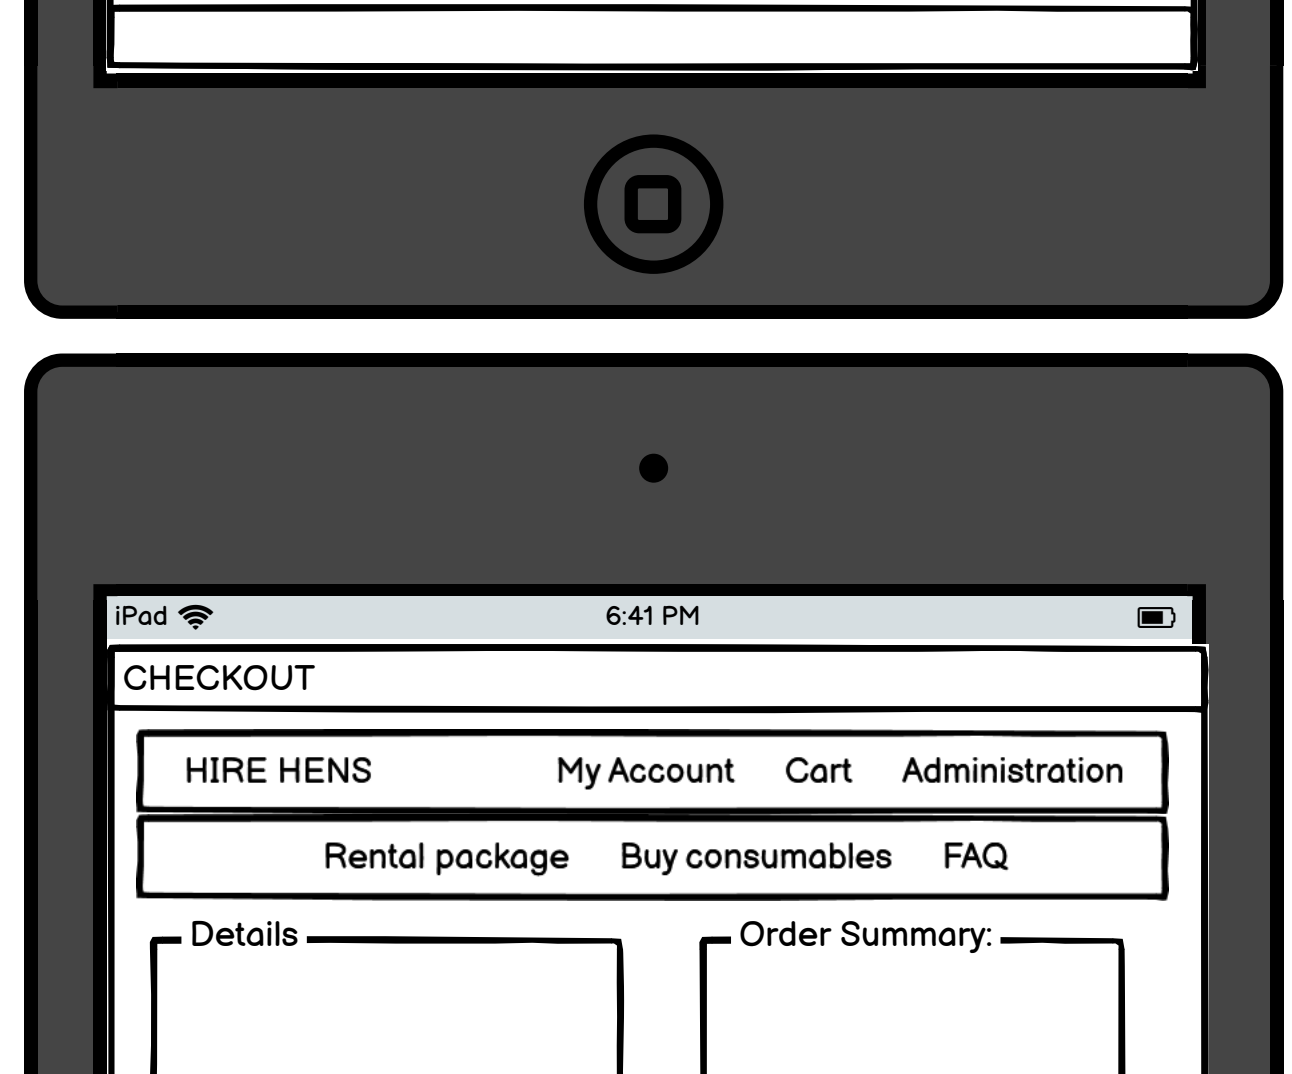 iPad 6:41 PM
CHECKOUT
HIRE HENS My Account Cart Administration
Rental package Buy consumables FAQ
Details Order Summary: